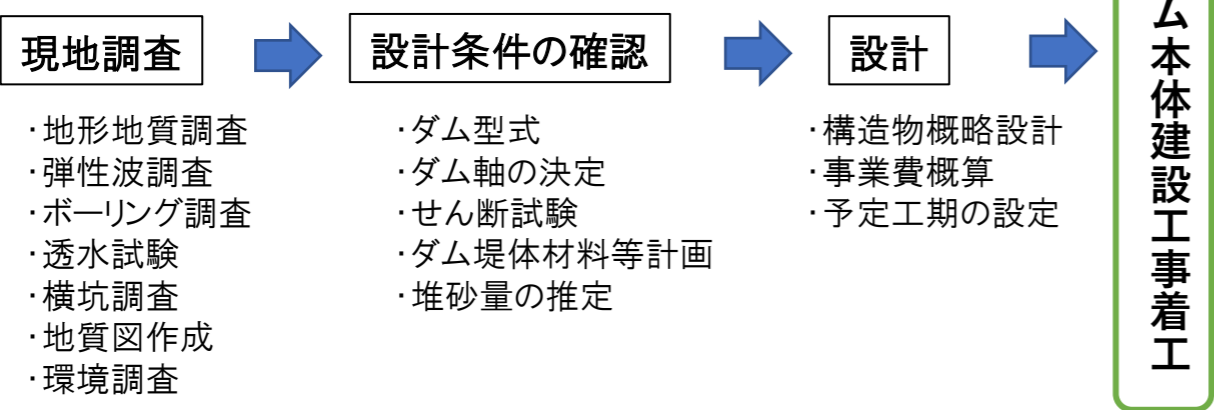 現地調査
・地形地質調査
・弾性波調査
・ボーリング調査
・透水試験
・横坑調査
・地質図作成
・環境調査
設計条件の確認
・ダム型式
・ダム軸の決定
・せん断試験
・ダム堤体材料等計画
・堆砂量の推定
設計
・構造物概略設計
・事業費概算
・予定工期の設定
ム本体建設工事着工